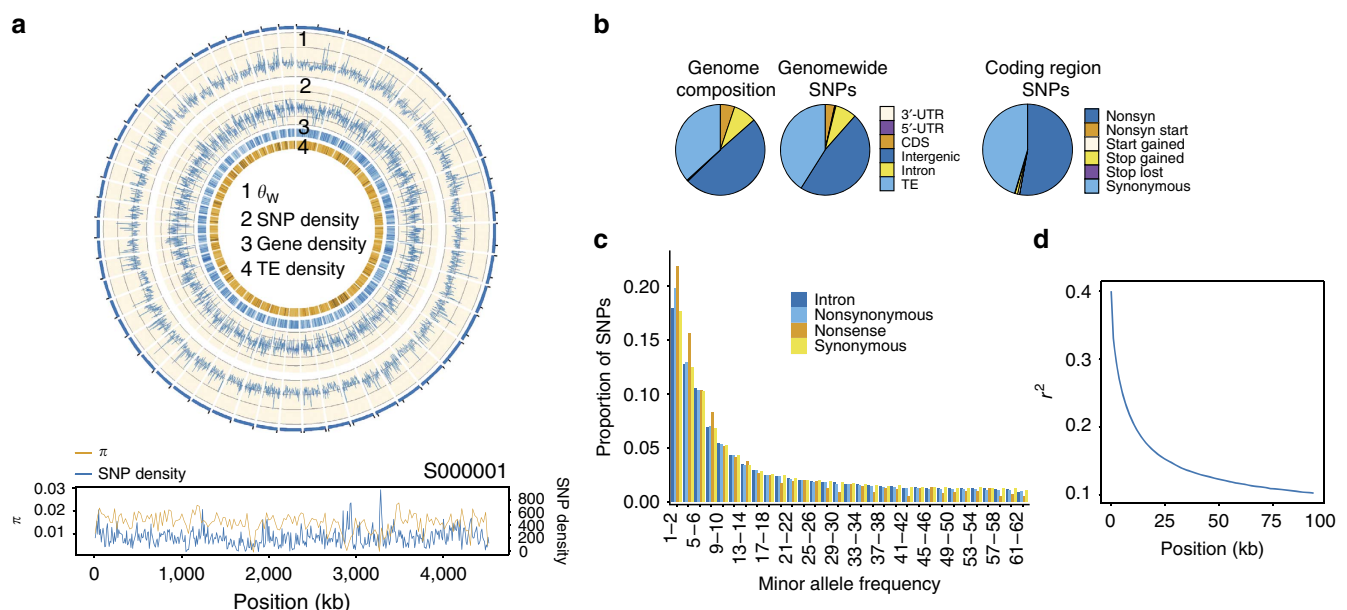 a
1
2
3
4
1 θW
2 SNP density
3 Gene density
4 TE density
π
SNP density
S000001
0.03
0.02
0.01
π
800
600
400
200
0
SNP density
0
1,000
2,000
3,000
4,000
Position (kb)
b
Genome
composition
Genomewide
SNPs
3′-UTR
5′-UTR
CDS
Intergenic
Intron
TE
Coding region
SNPs
Nonsyn
Nonsyn start
Start gained
Stop gained
Stop lost
Synonymous
c
Proportion of SNPs
0.20
0.15
0.10
0.05
0.00
Intron
Nonsynonymous
Nonsense
Synonymous
1–2
5–6
9–10
13–14
17–18
21–22
25–26
29–30
33–34
37–38
41–42
45–46
49–50
53–54
57–58
61–62
Minor allele frequency
d
r2
0.4
0.3
0.2
0.1
0
25
50
75
100
Position (kb)